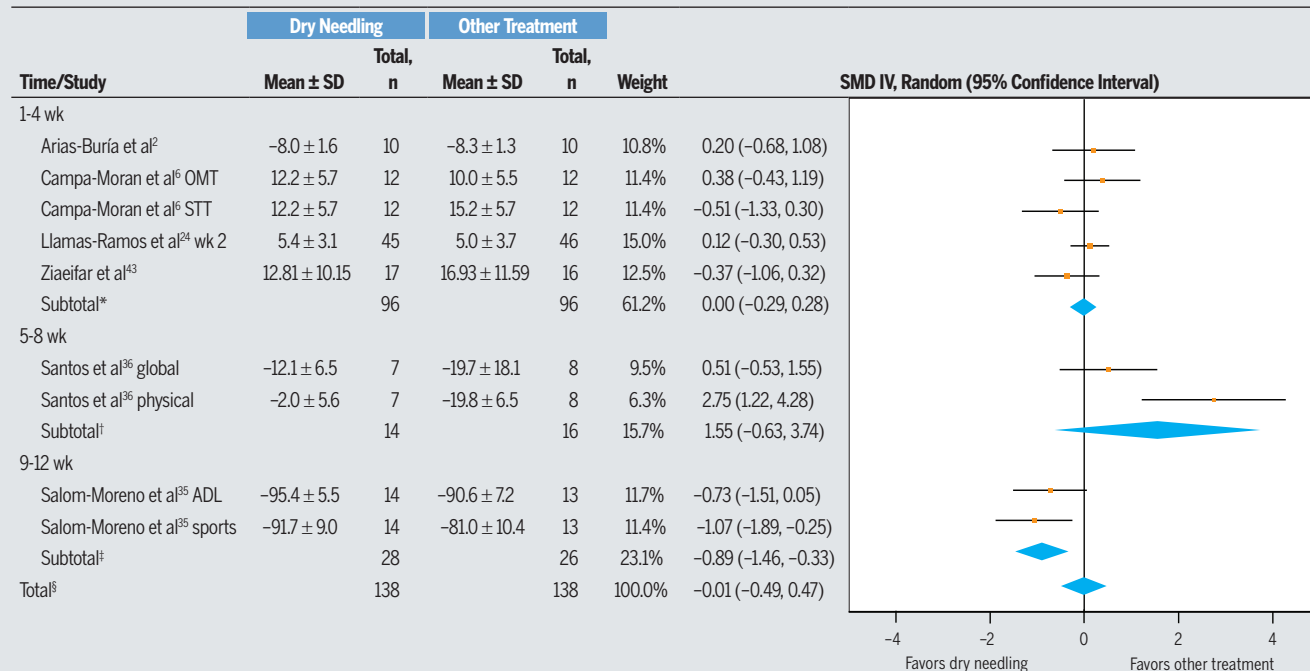 Dry Needling Other Treatment
Total, Total,
Time/Study Mean ± SD n Mean ± SD n Weight SMD IV, Random (95% Confidence Interval)
1-4 wk
Arias-Buría et al2 −8.0 ± 1.6 10 −8.3 ± 1.3 10 10.8% 0.20 (−0.68, 1.08)
Campa-Moran et al6 OMT 12.2 ± 5.7 12 10.0 ± 5.5 12 11.4% 0.38 (−0.43, 1.19)
Campa-Moran et al6 STT 12.2 ± 5.7 12 15.2 ± 5.7 12 11.4% −0.51 (−1.33, 0.30)
Llamas-Ramos et al24 wk 2 5.4 ± 3.1 45 5.0 ± 3.7 46 15.0% 0.12 (−0.30, 0.53)
Ziaeifar et al43 12.81 ± 10.15 17 16.93 ± 11.59 16 12.5% −0.37 (−1.06, 0.32)
Subtotal* 96 96 61.2% 0.00 (−0.29, 0.28)
5-8 wk
Santos et al36 global −12.1 ± 6.5 7 −19.7 ± 18.1 8 9.5% 0.51 (−0.53, 1.55)
Santos et al36 physical −2.0 ± 5.6 7 −19.8 ± 6.5 8 6.3% 2.75 (1.22, 4.28)
Subtotal† 14 16 15.7% 1.55 (−0.63, 3.74)
9-12 wk
Salom-Moreno et al35 ADL −95.4 ± 5.5 14 −90.6 ± 7.2 13 11.7% −0.73 (−1.51, 0.05)
Salom-Moreno et al35 sports −91.7 ± 9.0 14 −81.0 ± 10.4 13 11.4% −1.07 (−1.89, −0.25)
Subtotal‡ 28 26 23.1% −0.89 (−1.46, −0.33)
Total§ 138 138 100.0% −0.01 (−0.49, 0.47)
−4 −2 0 2 4
Favors dry needling Favors other treatment